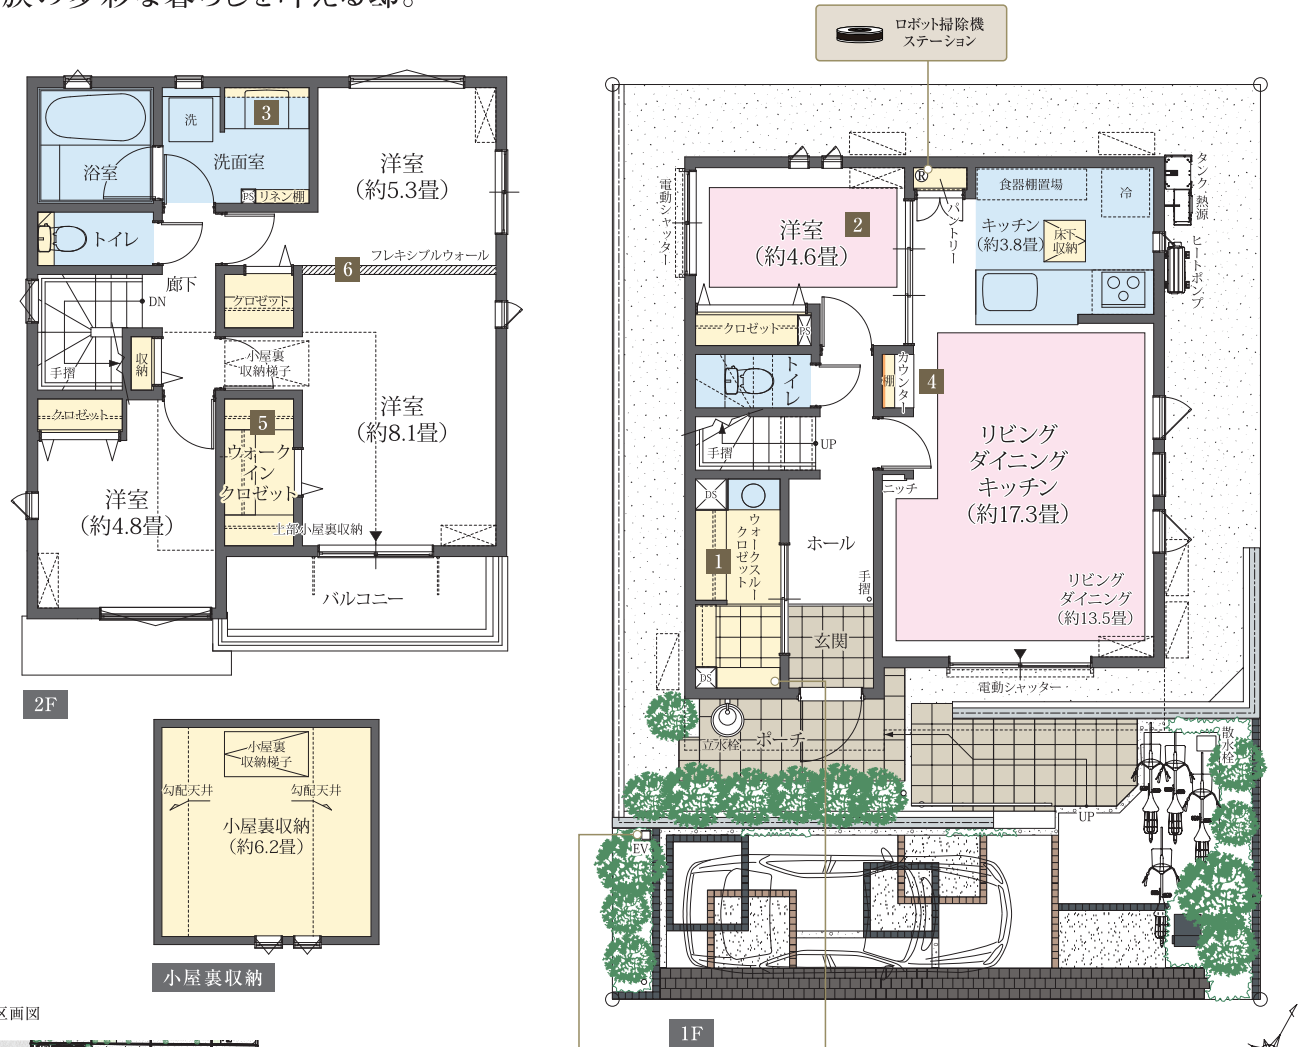 族の多彩な暮らしを叶える邸。
ロボット掃除機
ステーション
洗
3
浴室
洗面室
PS
リネン棚
洋室
(約5.3畳)
トイレ
フレキシブルウォール
6
廊下
DN
クロゼット
手摺
収納
小屋裏
収納梯子
クロゼット
5
ウォーク
イン
クロゼット
洋室
(約8.1畳)
洋室
(約4.8畳)
上部小屋裏収納
バルコニー
2F
小屋裏
収納梯子
勾配天井
勾配天井
小屋裏収納
(約6.2畳)
小屋裏収納
区画図
電動シャッター
洋室
(約4.6畳)
2
R
パントリー
食器棚置場
冷
キッチン
(約3.8畳)
床下
収納
タンク・熱源
ヒートポンプ
クロゼット
PS
トイレ
棚
カウンター
4
手摺
UP
ニッチ
リビング
ダイニング
キッチン
(約17.3畳)
DS
1
ウォークスルー
クロゼット
ホール
手摺
リビング
ダイニング
(約13.5畳)
玄関
DS
電動シャッター
立水栓
ポーチ
散水栓
UP
EV
1F